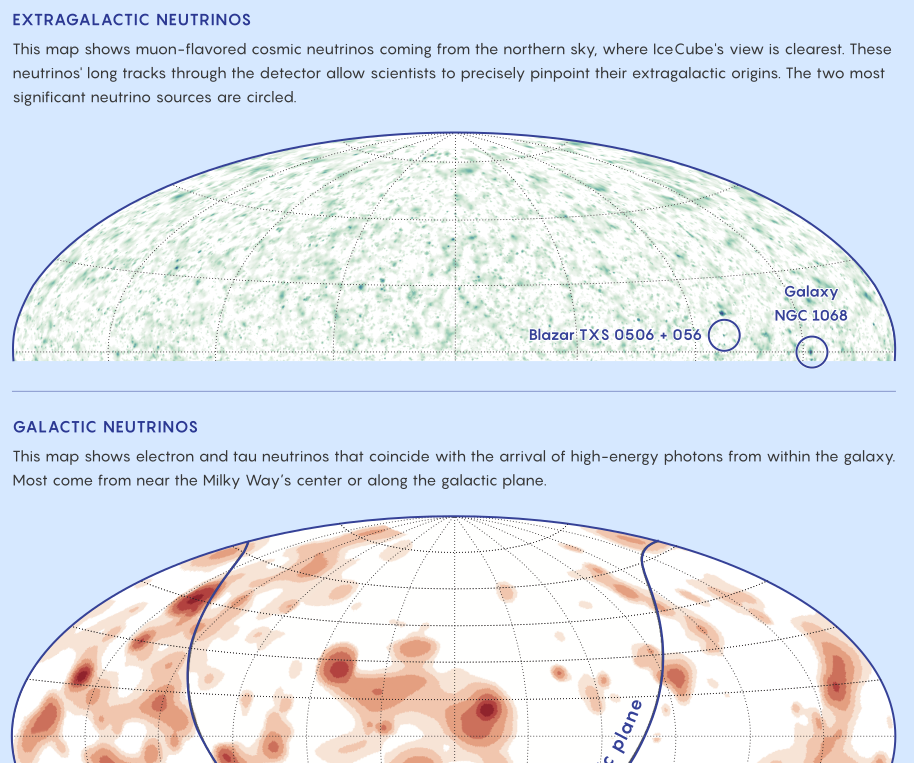 EXTRAGALACTIC NEUTRINOS
This map shows muon-flavored cosmic neutrinos coming from the northern sky, where IceCube's view is clearest. These
neutrinos' long tracks through the detector allow scientists to precisely pinpoint their extragalactic origins. The two most
significant neutrino sources are circled.
Galaxy
NGC 1068
Blazar TXS 0506 + 056
GALACTIC NEUTRINOS
This map shows electron and tau neutrinos that coincide with the arrival of high-energy photons from within the galaxy.
Most come from near the Milky Way’s center or along the galactic plane.
plane